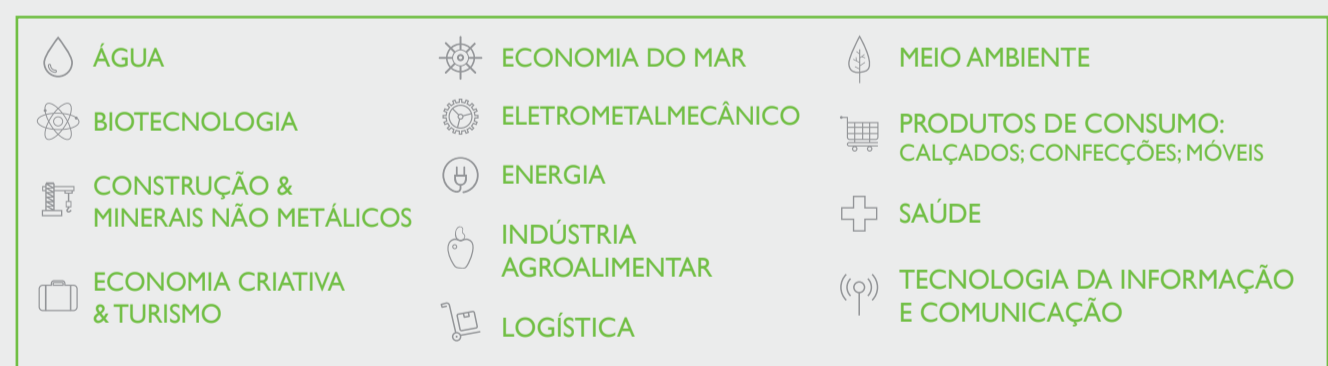 ÁGUA
BIOTECNOLOGIA
CONSTRUÇÃO &
MINERAIS NÃO METÁLICOS
ECONOMIA CRIATIVA
& TURISMO
ECONOMIA DO MAR
ELETROMETALMECÂNICO
ENERGIA
INDÚSTRIA
AGROALIMENTAR
LOGÍSTICA
MEIO AMBIENTE
PRODUTOS DE CONSUMO:
CALÇADOS; CONFECÇÕES; MÓVEIS
SAÚDE
TECNOLOGIA DA INFORMAÇÃO
E COMUNICAÇÃO